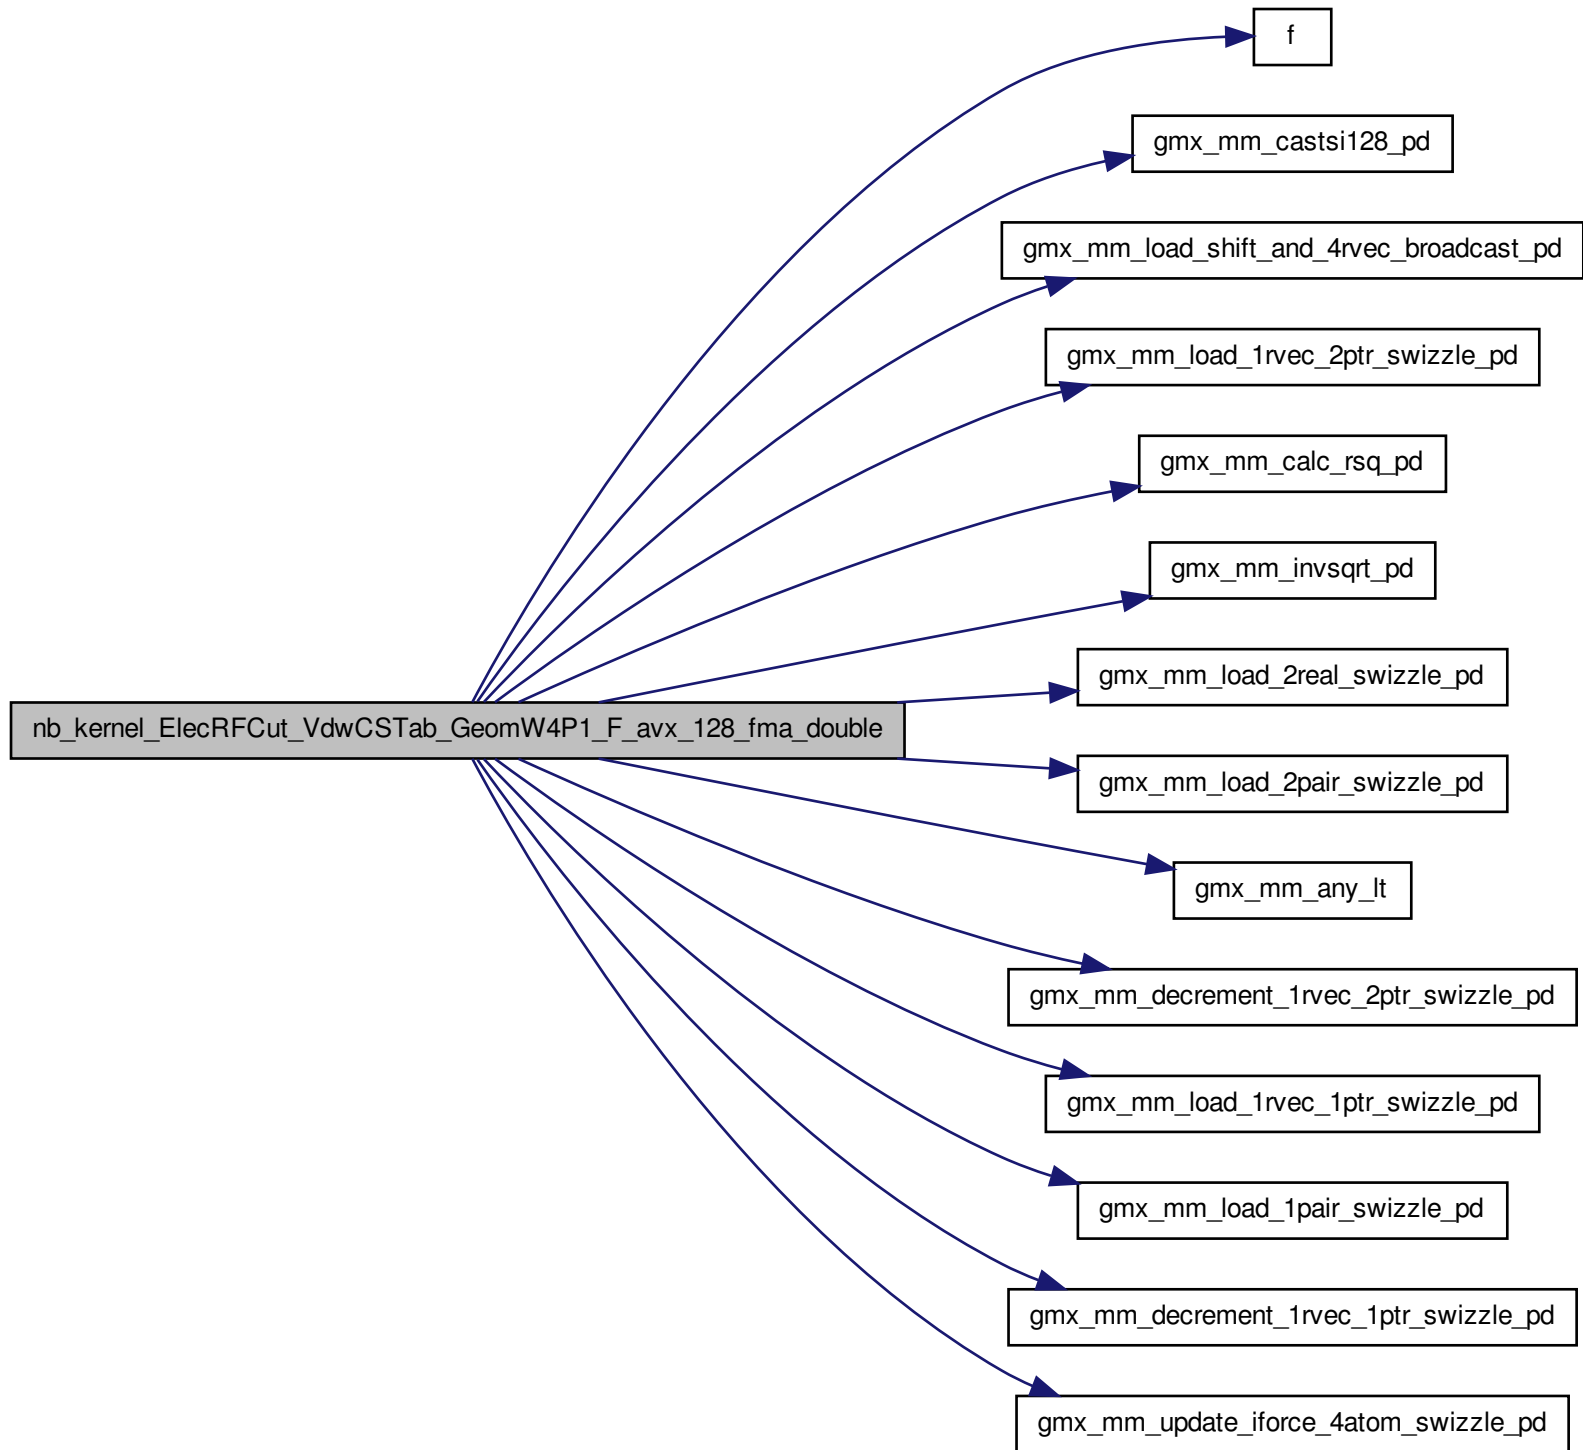 f
gmx_mm_castsi128_pd
gmx_mm_load_shift_and_4rvec_broadcast_pd
gmx_mm_load_1rvec_2ptr_swizzle_pd
gmx_mm_calc_rsq_pd
gmx_mm_invsqrt_pd
gmx_mm_load_2real_swizzle_pd
nb_kernel_ElecRFCut_VdwCSTab_GeomW4P1_F_avx_128_fma_double
gmx_mm_load_2pair_swizzle_pd
gmx_mm_any_lt
gmx_mm_decrement_1rvec_2ptr_swizzle_pd
gmx_mm_load_1rvec_1ptr_swizzle_pd
gmx_mm_load_1pair_swizzle_pd
gmx_mm_decrement_1rvec_1ptr_swizzle_pd
gmx_mm_update_iforce_4atom_swizzle_pd